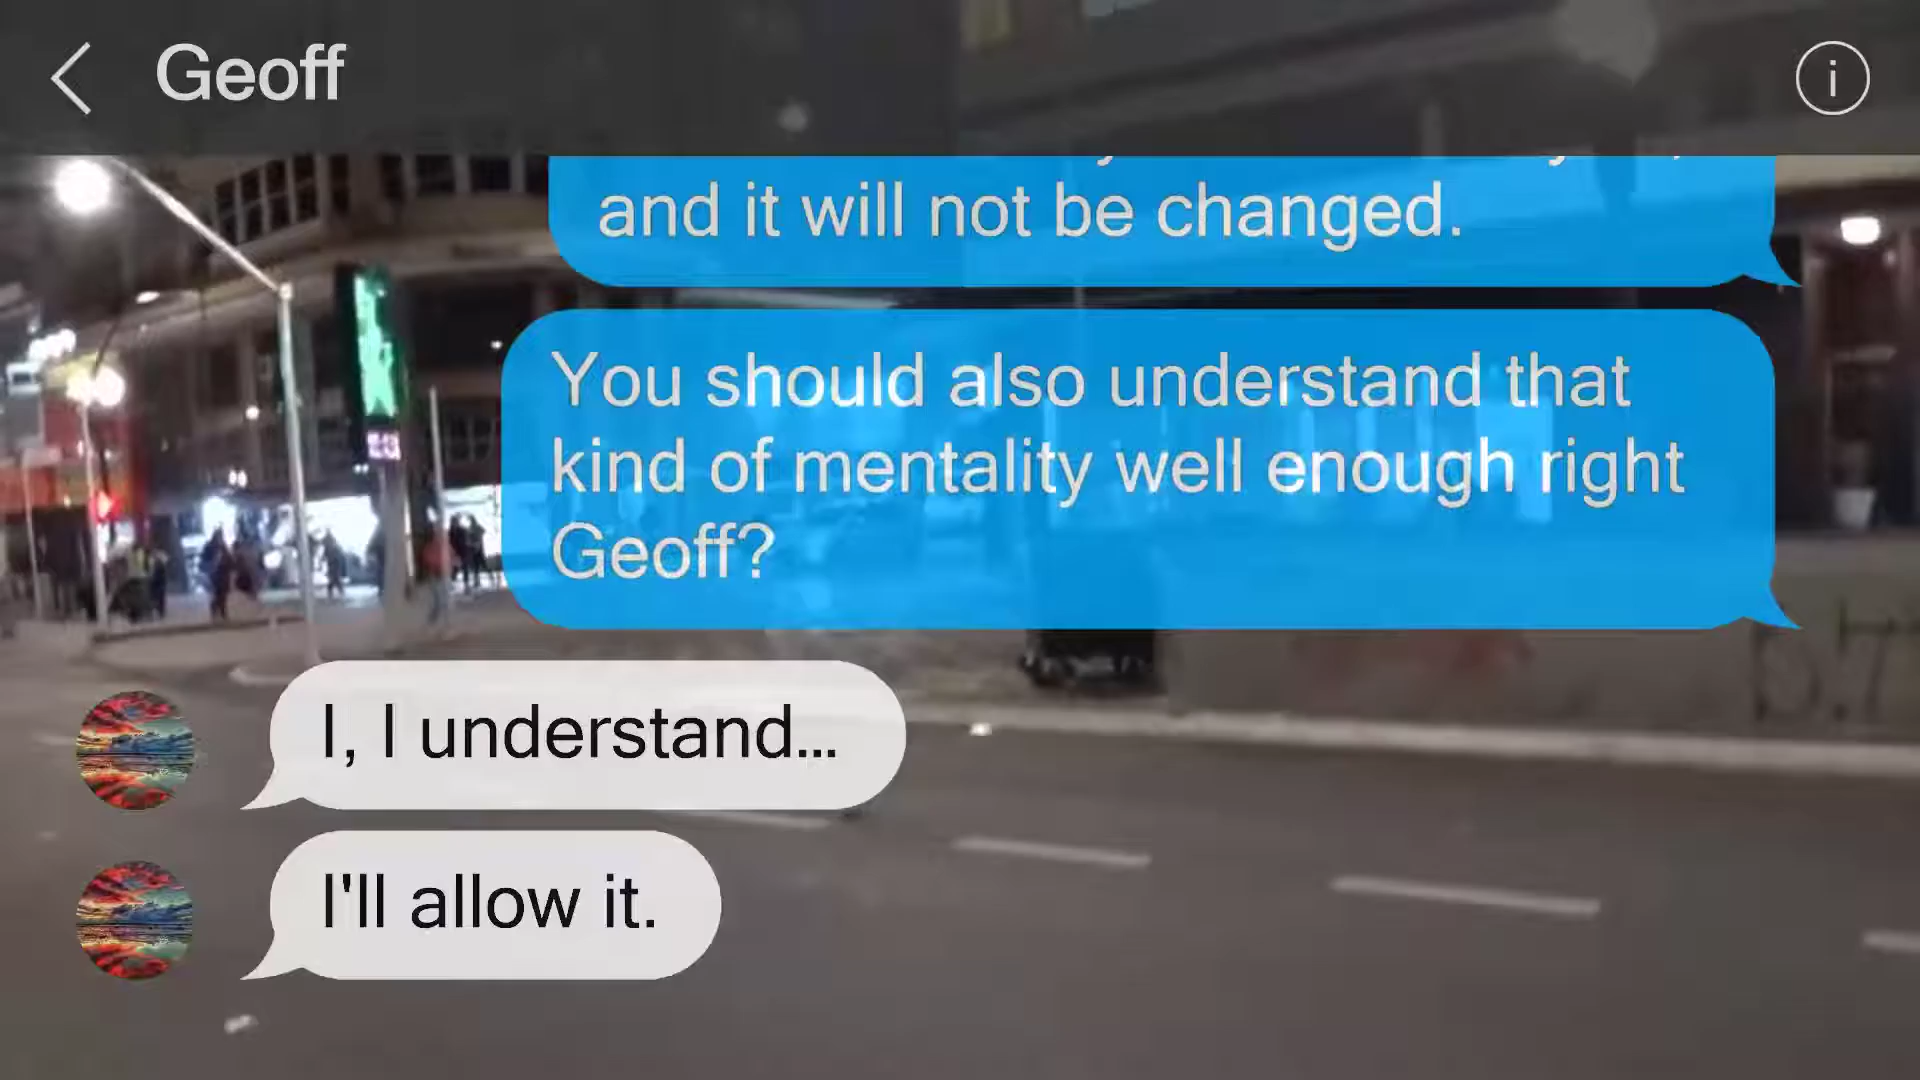 Geoff
and it will not be changed.
You should also understand that
kind of mentality well enough right
Geoff?
I, I understand...
I'll allow it.